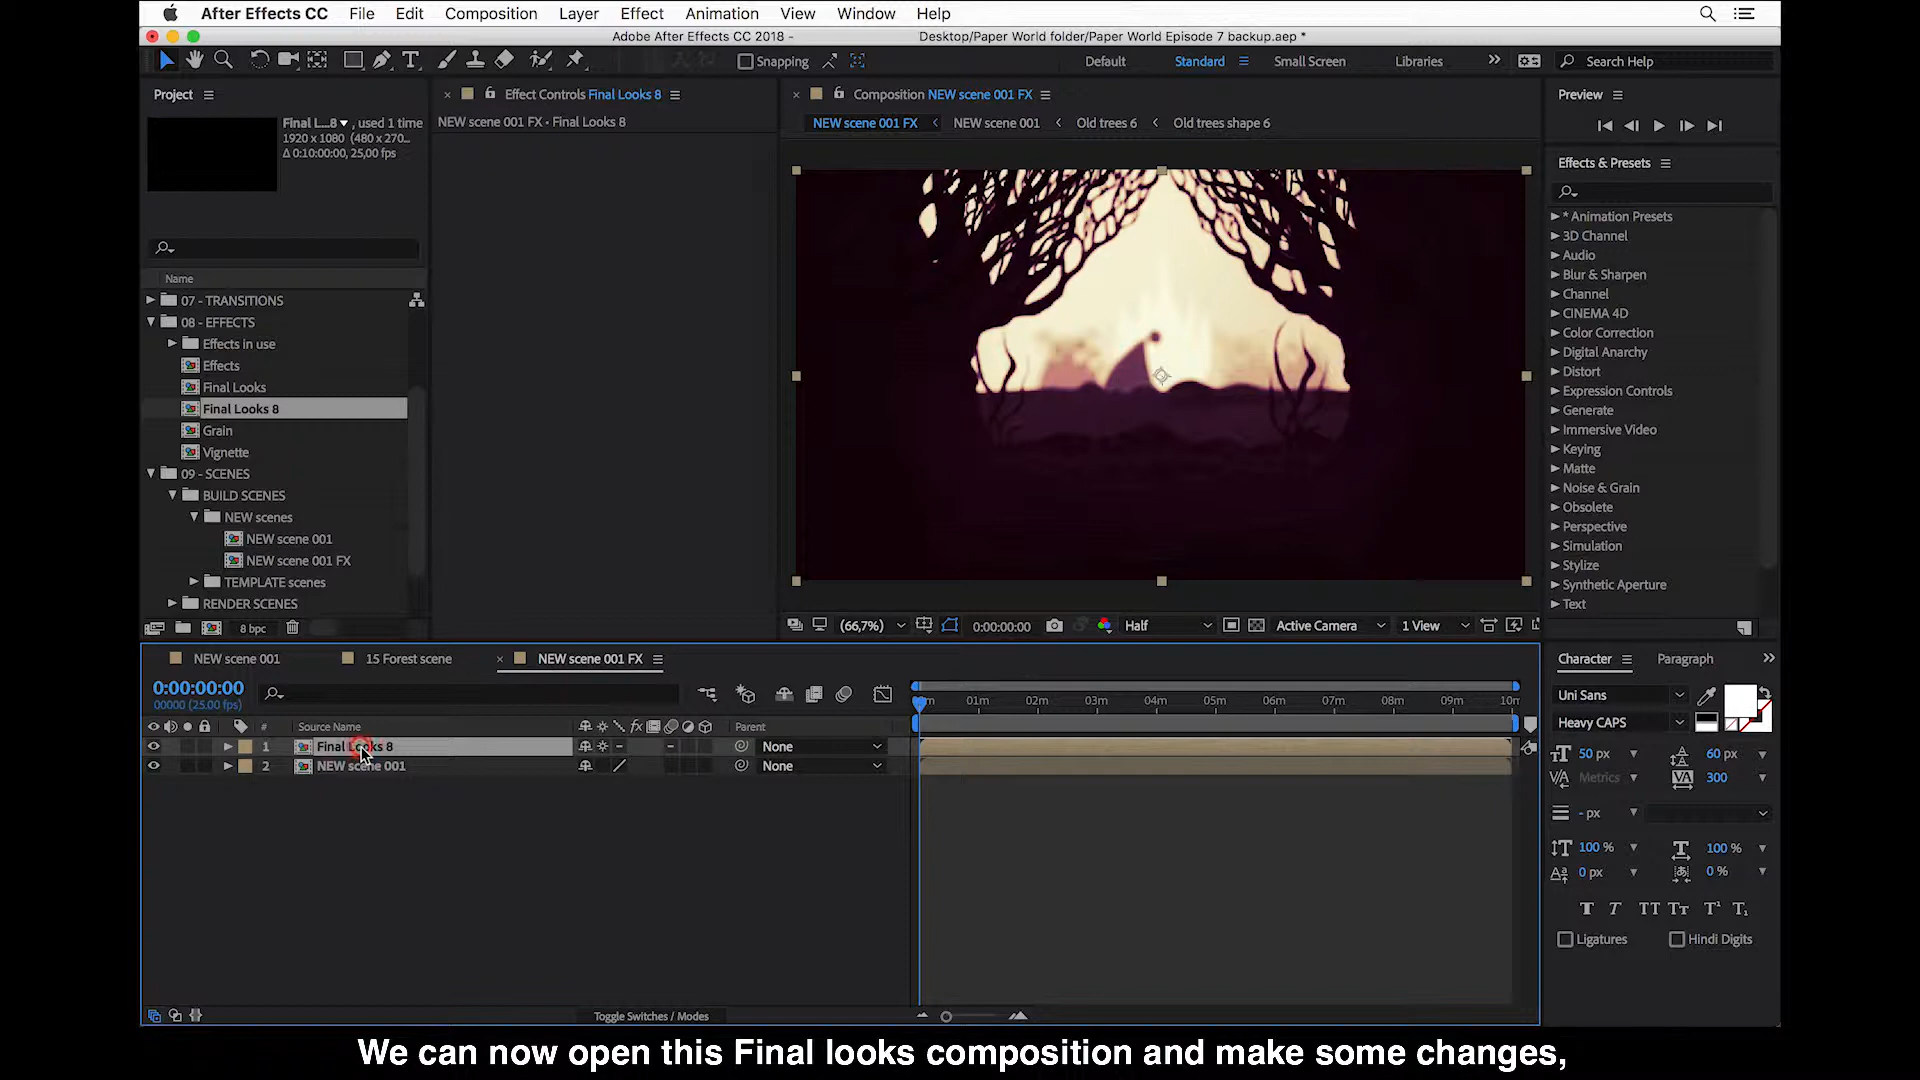 After Effects CC File Edit Composition Layer Effect Animation View Window Help
Adobe After Effects CC 2018 - Desktop/Paper World folder/Paper World Episode 7 backup.aep *
Snapping Default Standard Small Screen Libraries Search Help
Project
Final L...8 , used 1 time
1920 x 1080 (480 x 270...
Δ 0:10:00:00, 25,00 fps
Name
07 - TRANSITIONS
08 - EFFECTS
Effects in use
Effects
Final Looks
Final Looks 8
Grain
Vignette
09 - SCENES
BUILD SCENES
NEW scenes
NEW scene 001
NEW scene 001 FX
TEMPLATE scenes
RENDER SCENES
8 bpc
Effect Controls Final Looks 8
NEW scene 001 FX • Final Looks 8
Composition NEW scene 001 FX
NEW scene 001 FX NEW scene 001 Old trees 6 Old trees shape 6
(66,7%) 0:00:00:00 Half Active Camera 1 View
Preview
Effects & Presets
* Animation Presets
3D Channel
Audio
Blur & Sharpen
Channel
CINEMA 4D
Color Correction
Digital Anarchy
Distort
Expression Controls
Generate
Immersive Video
Keying
Matte
Noise & Grain
Obsolete
Perspective
Simulation
Stylize
Synthetic Aperture
Text
NEW scene 001 15 Forest scene NEW scene 001 FX
0:00:00:00
00000 (25.00 fps)
01m 02m 03m 04m 05m 06m 07m 08m 09m 10m
# Source Name fx Parent
1 Final Looks 8 None
2 NEW scene 001 None
Toggle Switches / Modes
Character Paragraph
Uni Sans
Heavy CAPS
50 px 60 px
Metrics 300
- px
100 % 100 %
0 px 0 %
T T TT Tт T¹ T₁
Ligatures Hindi Digits
We can now open this Final looks composition and make some changes,